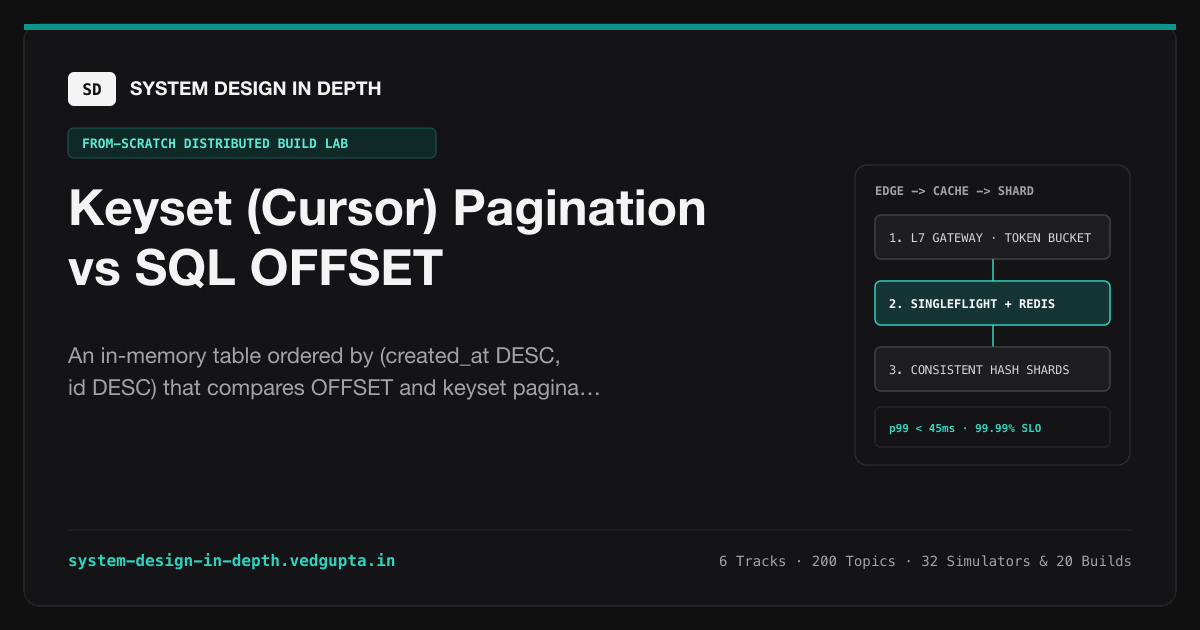 SD SYSTEM DESIGN IN DEPTH
FROM-SCRATCH DISTRIBUTED BUILD LAB
Keyset (Cursor) Pagination
vs SQL OFFSET
An in-memory table ordered by (created_at DESC,
id DESC) that compares OFFSET and keyset pagina…
EDGE -> CACHE -> SHARD
1. L7 GATEWAY · TOKEN BUCKET
2. SINGLEFLIGHT + REDIS
3. CONSISTENT HASH SHARDS
p99 < 45ms · 99.99% SLO
system-design-in-depth.vedgupta.in
6 Tracks · 200 Topics · 32 Simulators & 20 Builds